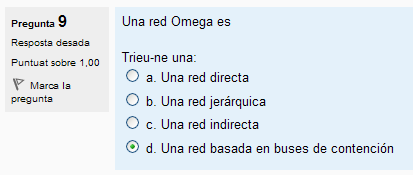 Pregunta 9
Resposta desada
Puntuat sobre 1,00
Marca la
pregunta
Una red Omega es
Trieu-ne una:
a. Una red directa
b. Una red jerárquica
c. Una red indirecta
d. Una red basada en buses de contención